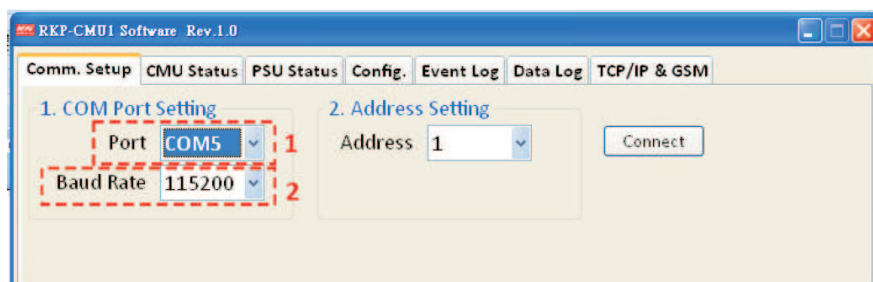 RKP-CMU1 Software Rev.1.0
Comm. Setup CMU Status PSU Status Config. Event Log Data Log TCP/IP & GSM
1. COM Port Setting 2. Address Setting
Port COM5 1 Address 1 Connect
Baud Rate 115200 2